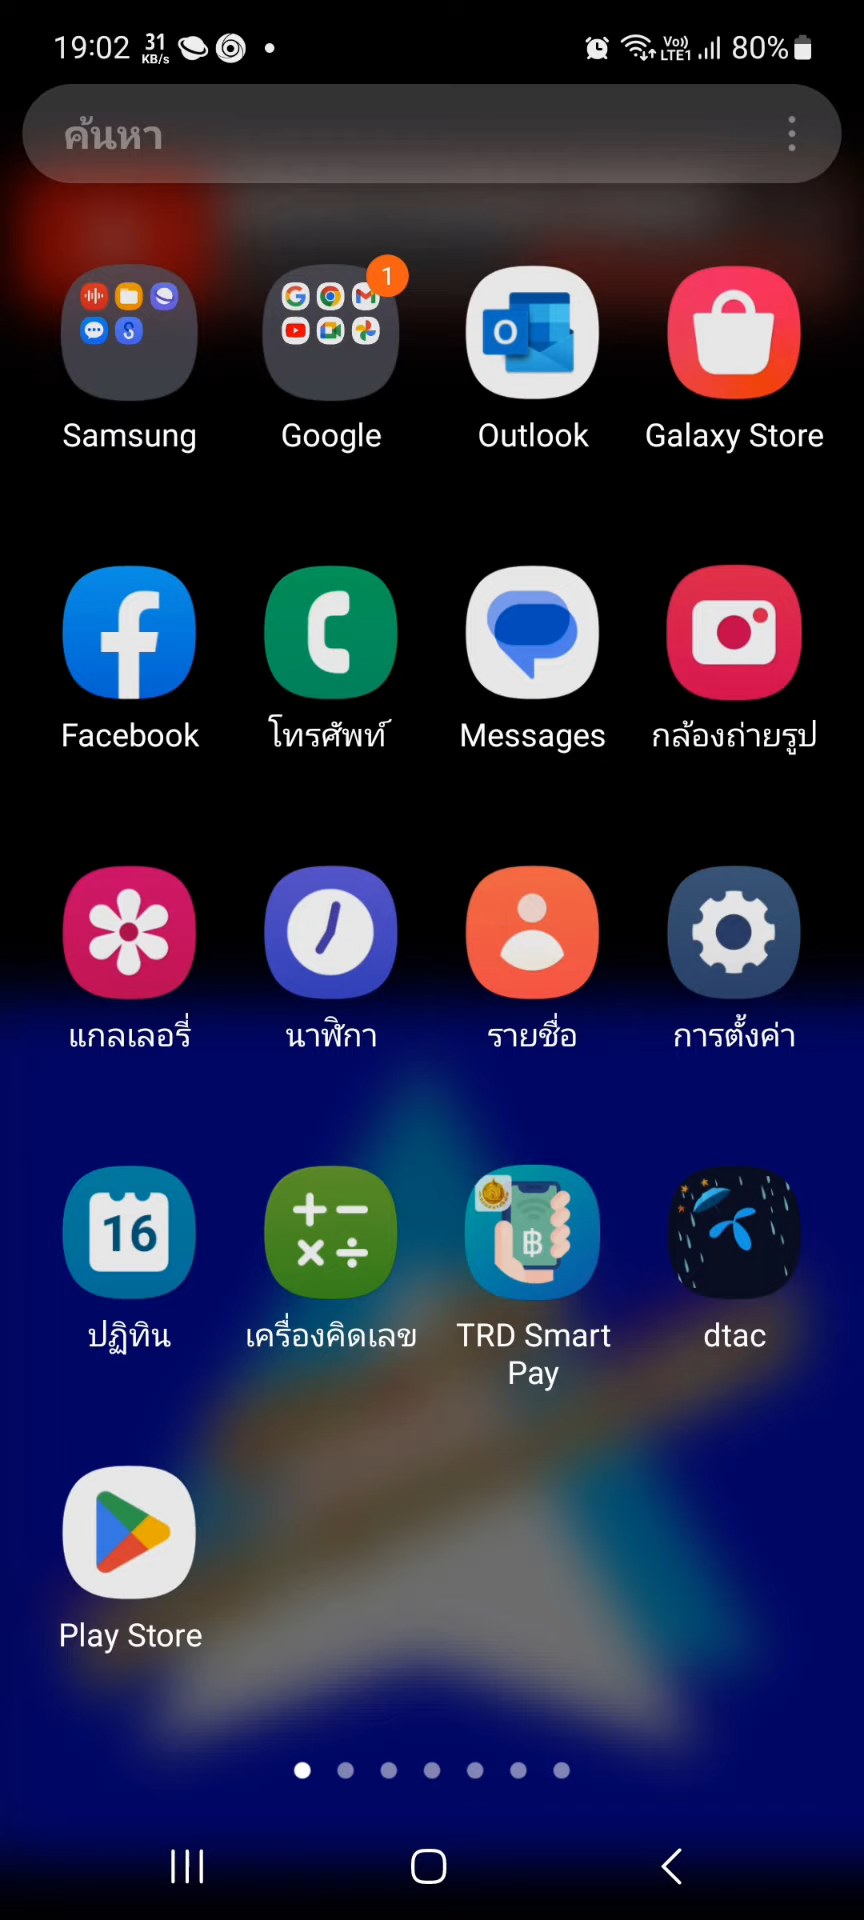 19:02 31 KB/s Vo)) LTE1 80%
ค้นหา
1
Samsung Google Outlook Galaxy Store
Facebook โทรศัพท์ Messages กล้องถ่ายรูป
แกลเลอรี่ นาฬิกา รายชื่อ การตั้งค่า
16
ปฏิทิน เครื่องคิดเลข TRD Smart Pay dtac
Play Store